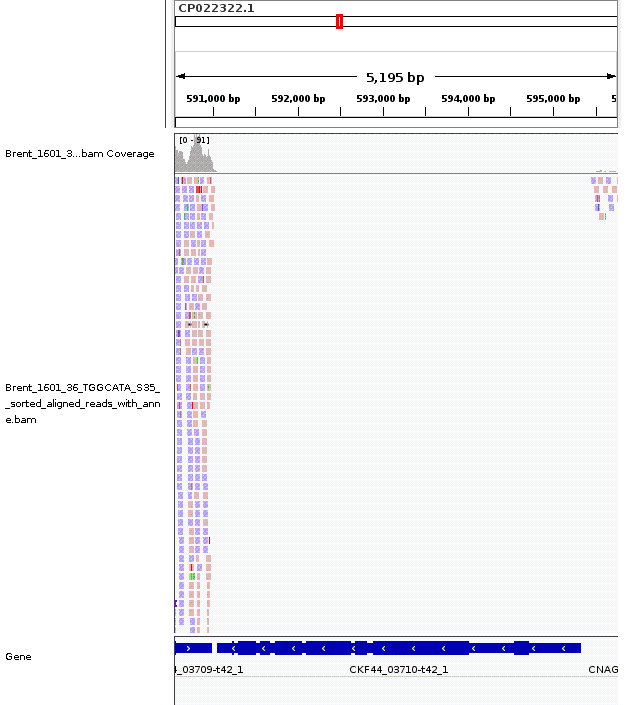 CP022322.1
5,195 bp
591,000 bp 592,000 bp 593,000 bp 594,000 bp 595,000 bp 5
[0 - 91]
Brent_1601_3...bam Coverage
Brent_1601_36_TGGCATA_S35_
_sorted_aligned_reads_with_ann
e.bam
Gene
4_03709-t42_1 CKF44_03710-t42_1 CNAG